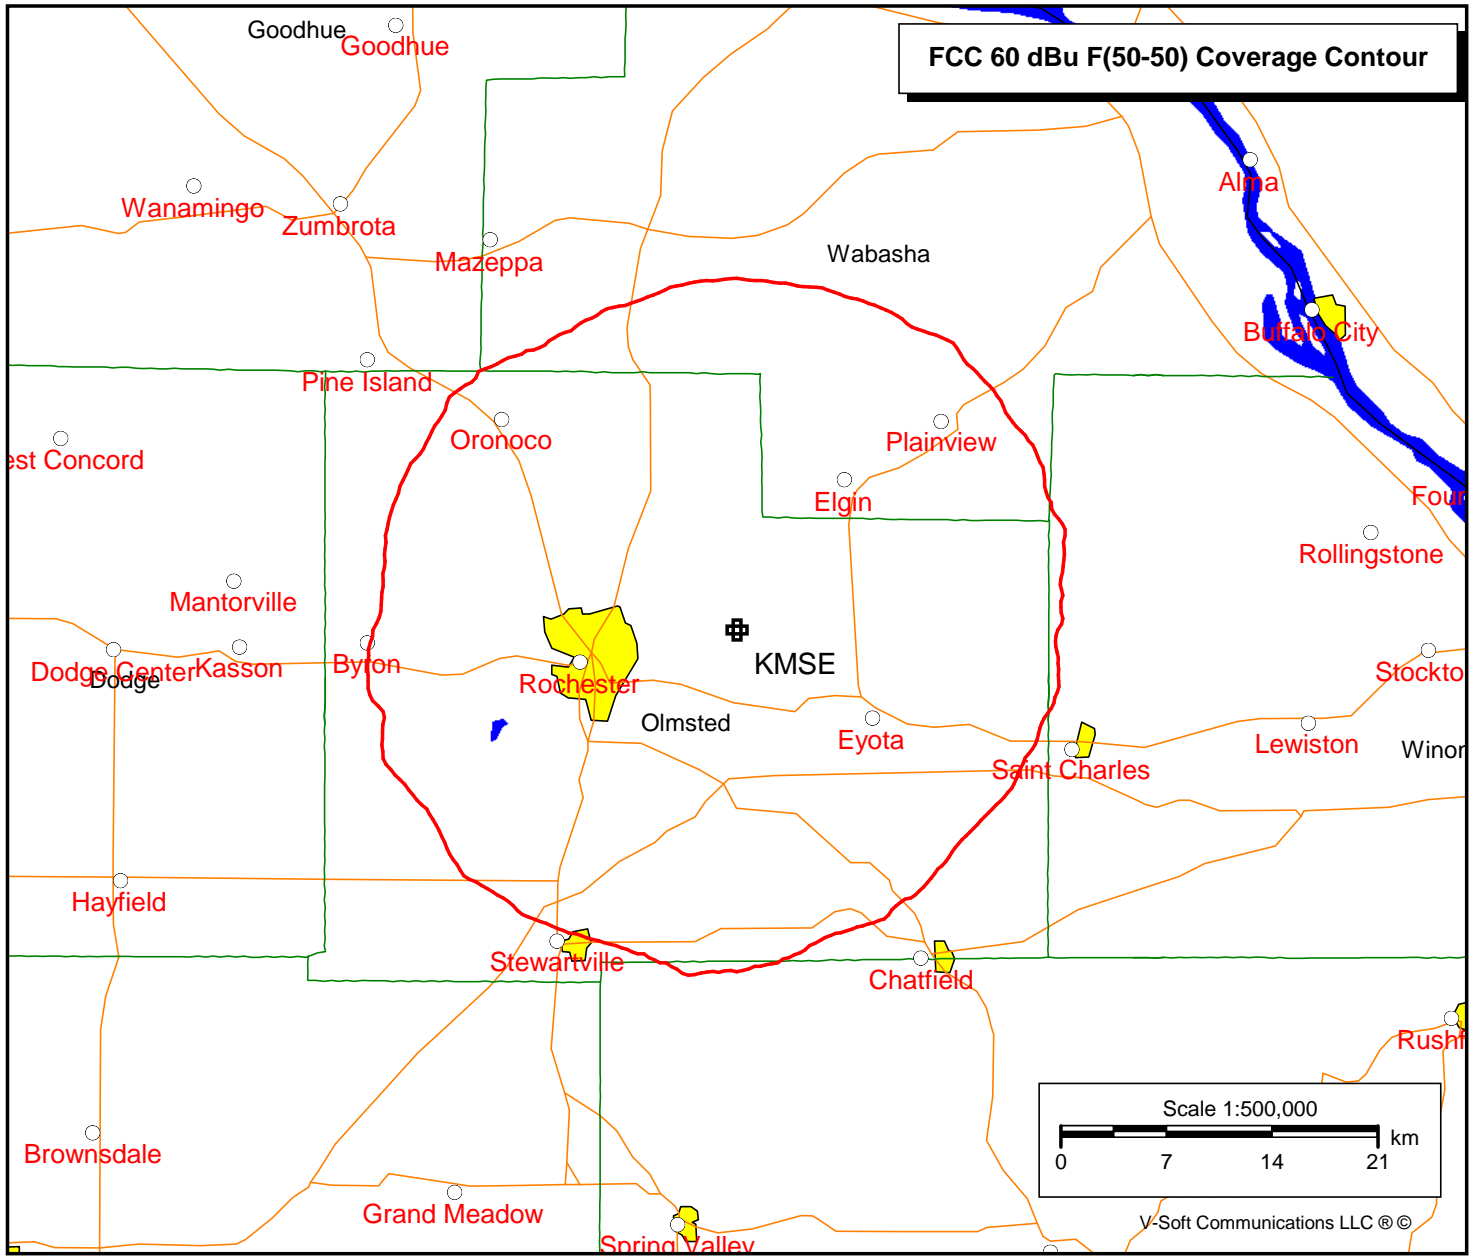 Goodhue
Goodhue
FCC 60 dBu F(50-50) Coverage Contour
Alma
Wanamingo
Zumbrota
Mazeppa
Wabasha
Buffalo City
Pine Island
Oronoco
Plainview
est Concord
Elgin
Four
Rollingstone
Mantorville
Dodge Center
Dodge
Kasson
Byron
Rochester
KMSE
Stockto
Olmsted
Eyota
Lewiston
Winor
Saint Charles
Hayfield
Stewartville
Chatfield
Rushf
Scale 1:500,000
km
0 7 14 21
Brownsdale
Grand Meadow
V-Soft Communications LLC ® ©
Spring Valley